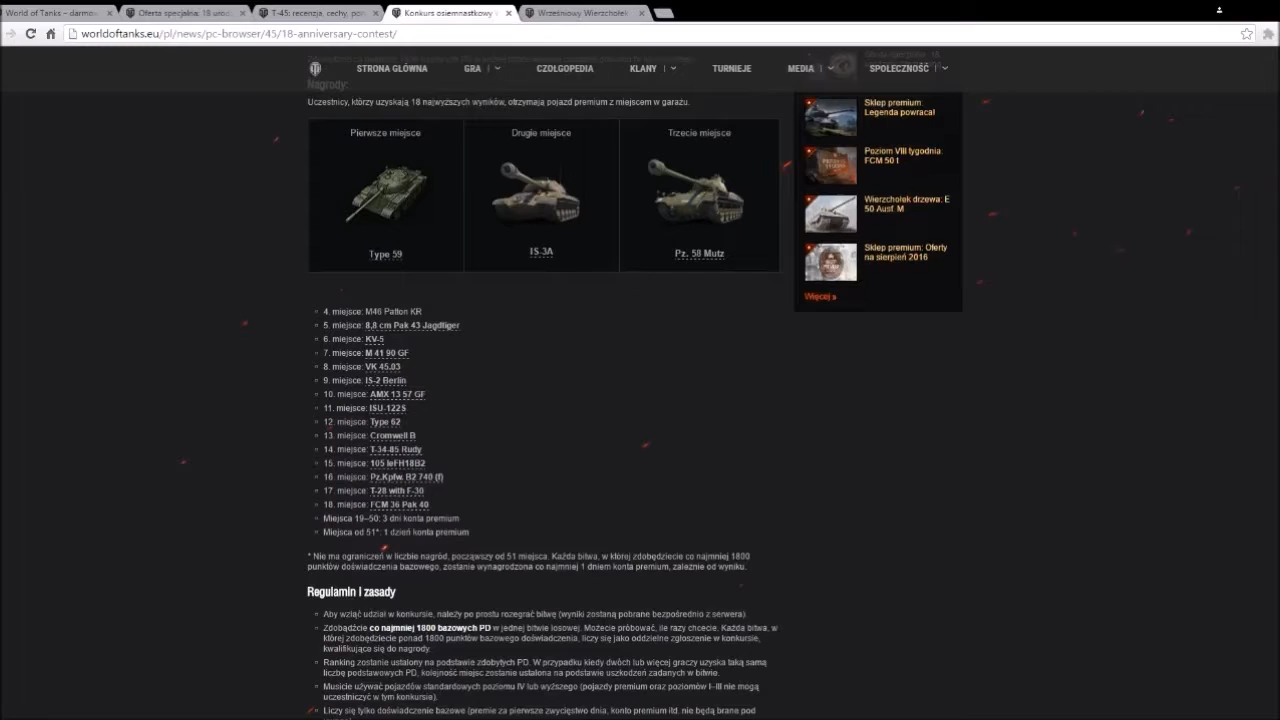 World of Tanks – darmo
Oferta specjalna: 18 uroc
T-45: recenzja, cechy, po
Konkurs osiemnastkowy
Wrześniowy Wierzchołek
worldoftanks.eu/pl/news/pc-browser/45/18-anniversary-contest/
STRONA GŁÓWNA GRA KLANY CZOŁGOPEDIA TURNIEJE MEDIA SPOŁECZNOŚĆ
Nagrody:
Uczestnicy, którzy uzyskają 18 najwyższych wyników, otrzymają pojazd premium z miejscem w garażu.
Pierwsze miejsce
Drugie miejsce
Trzecie miejsce
Type 59
IS-3A
Pz. 58 Mutz
4. miejsce: M46 Patton KR
5. miejsce: 8,8 cm Pak 43 Jagdtiger
6. miejsce: KV-5
7. miejsce: M 41 90 GF
8. miejsce: VK 45.03
9. miejsce: IS-2 Berlin
10. miejsce: AMX 13 57 GF
11. miejsce: ISU-122S
12. miejsce: Type 62
13. miejsce: Cromwell B
14. miejsce: T-34-85 Rudy
15. miejsce: 105 leFH18B2
16. miejsce: Pz.Kpfw. B2 740 (f)
17. miejsce: T-28 with F-30
18. miejsce: FCM 36 Pak 40
Miejsca 19–50: 3 dni konta premium
Miejsca od 51*: 1 dzień konta premium
* Nie ma ograniczeń w liczbie nagród, począwszy od 51 miejsca. Każda bitwa, w której zdobędziecie co najmniej 1800
punktów doświadczenia bazowego, zostanie wynagrodzona co najmniej 1 dniem konta premium, zależnie od wyniku.
Regulamin i zasady
Aby wziąć udział w konkursie, należy po prostu rozegrać bitwę (wyniki zostaną pobrane bezpośrednio z serwera)
Zdobądźcie co najmniej 1800 bazowych PD w jednej bitwie losowej. Możecie próbować, ile razy chcecie. Każda bitwa, w
której zdobędziecie ponad 1800 punktów bazowego doświadczenia, liczy się jako oddzielne zgłoszenie w konkursie,
kwalifikujące się do nagrody.
Ranking zostanie ustalony na podstawie zdobytych PD. W przypadku kiedy dwóch lub więcej graczy uzyska taką samą
liczbę podstawowych PD, kolejność miejsc zostanie ustalona na podstawie uszkodzeń zadanych w bitwie.
Musicie używać pojazdów standardowych poziomu IV lub wyższego (pojazdy premium oraz poziomów I–III nie mogą
uczestniczyć w tym konkursie).
Liczy się tylko doświadczenie bazowe (premie za pierwsze zwycięstwo dnia, konto premium itd. nie będą brane pod
Sklep premium:
Legenda powraca!
Poziom VIII tygodnia:
FCM 50 t
Wierzchołek drzewa: E
50 Ausf. M
Sklep premium: Oferty
na sierpień 2016
Więcej »